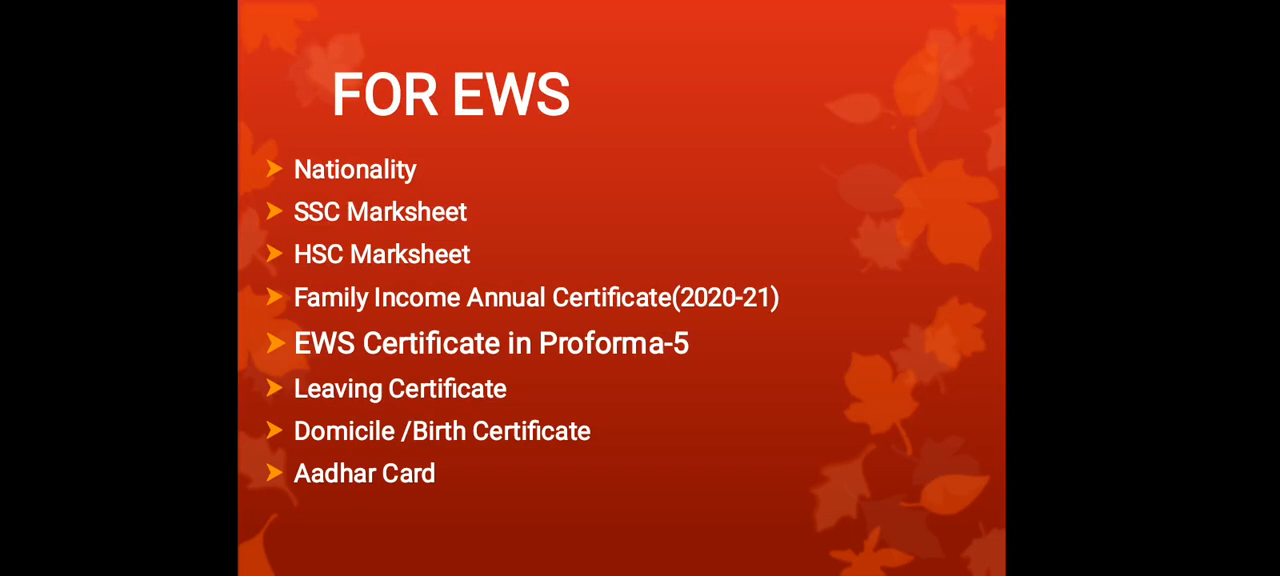 FOR EWS
Nationality
SSC Marksheet
HSC Marksheet
Family Income Annual Certificate(2020-21)
EWS Certificate in Proforma-5
Leaving Certificate
Domicile /Birth Certificate
Aadhar Card